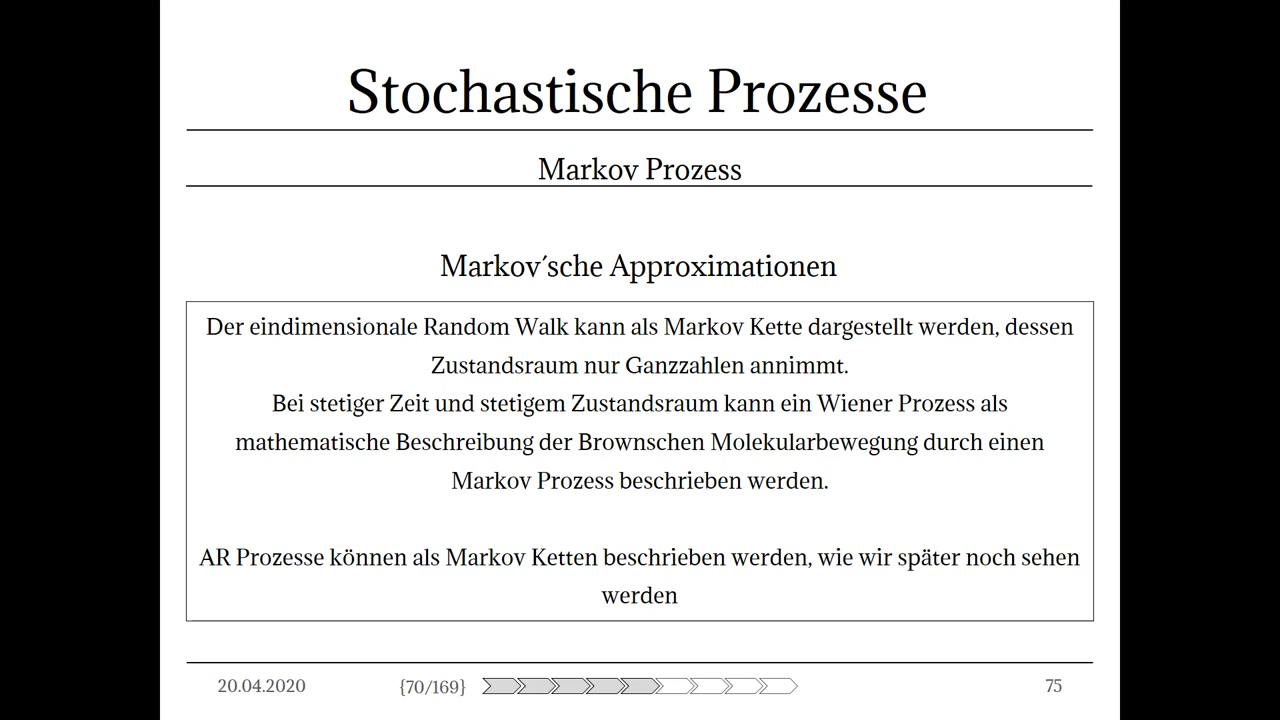 Stochastische Prozesse
Markov Prozess
Markov´sche Approximationen
Der eindimensionale Random Walk kann als Markov Kette dargestellt werden, dessen
Zustandsraum nur Ganzzahlen annimmt.
Bei stetiger Zeit und stetigem Zustandsraum kann ein Wiener Prozess als
mathematische Beschreibung der Brownschen Molekularbewegung durch einen
Markov Prozess beschrieben werden.
AR Prozesse können als Markov Ketten beschrieben werden, wie wir später noch sehen
werden
20.04.2020 {70/169} 75